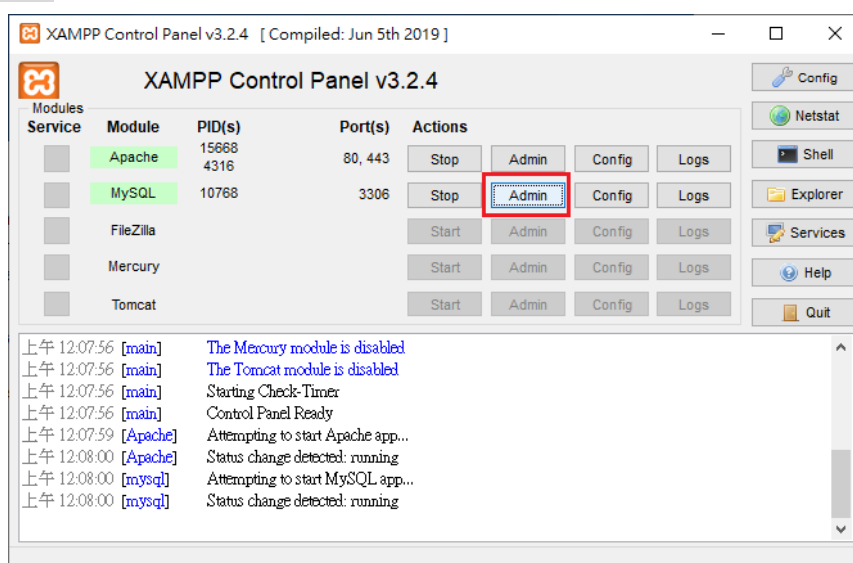 XAMPP Control Panel v3.2.4 [ Compiled: Jun 5th 2019 ]
XAMPP Control Panel v3.2.4
Config
Modules
Service Module PID(s) Port(s) Actions
Netstat
Apache 15668 4316 80, 443 Stop Admin Config Logs
Shell
MySQL 10768 3306 Stop Admin Config Logs
Explorer
FileZilla Start Admin Config Logs
Services
Mercury Start Admin Config Logs
Help
Tomcat Start Admin Config Logs
Quit
上午 12:07:56 [main] The Mercury module is disabled
上午 12:07:56 [main] The Tomcat module is disabled
上午 12:07:56 [main] Starting Check-Timer
上午 12:07:56 [main] Control Panel Ready
上午 12:07:59 [Apache] Attempting to start Apache app...
上午 12:08:00 [Apache] Status change detected: running
上午 12:08:00 [mysql] Attempting to start MySQL app...
上午 12:08:00 [mysql] Status change detected: running